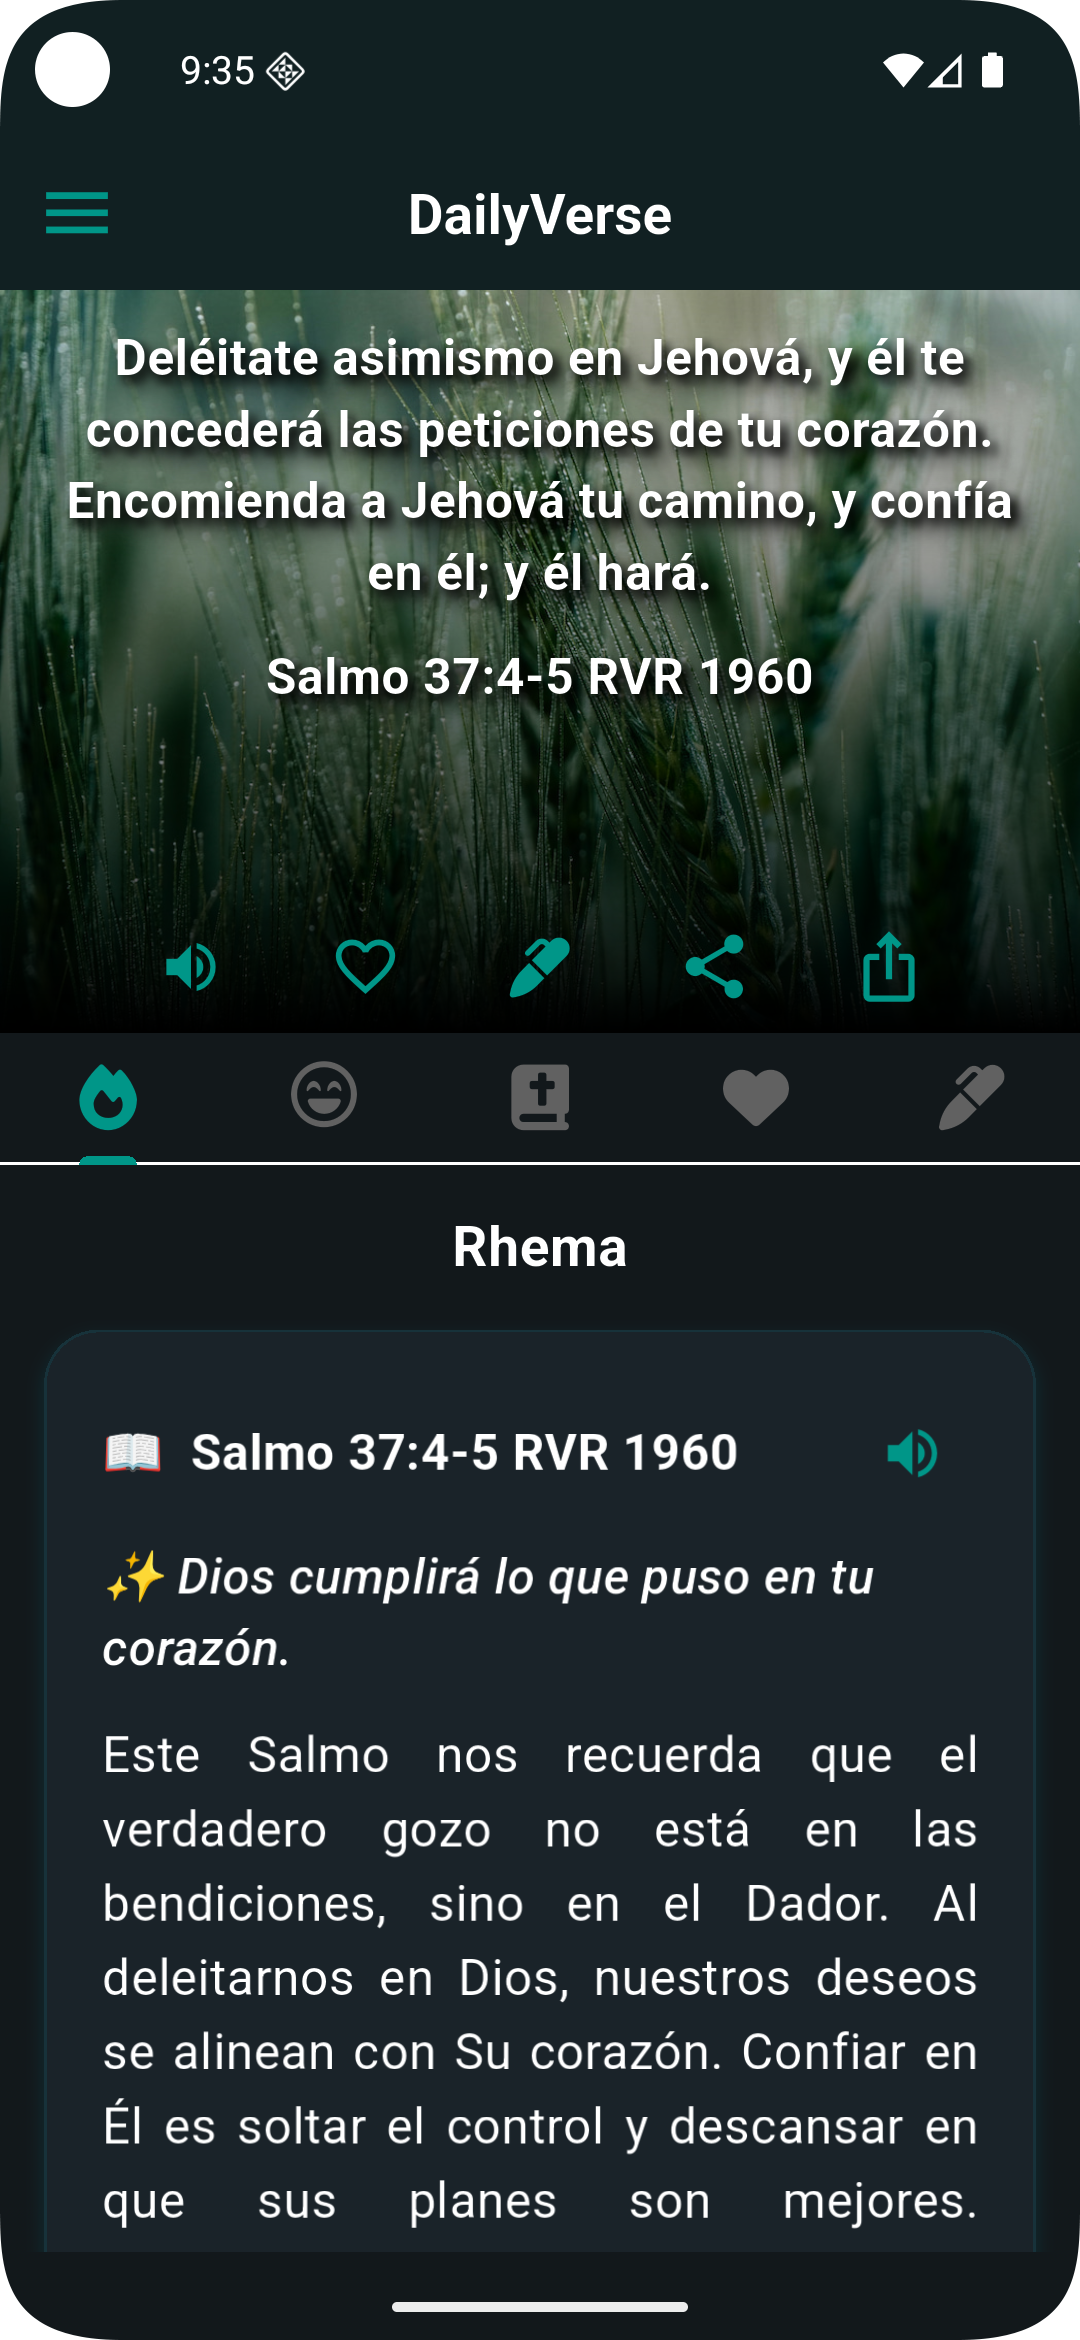 9:35
DailyVerse
Deléitate asimismo en Jehová, y él te
concederá las peticiones de tu corazón.
Encomienda a Jehová tu camino, y confía
en él; y él hará.
Salmo 37:4-5 RVR 1960
Rhema
📖 Salmo 37:4-5 RVR 1960
✨ Dios cumplirá lo que puso en tu
corazón.
Este Salmo nos recuerda que el
verdadero gozo no está en las
bendiciones, sino en el Dador. Al
deleitarnos en Dios, nuestros deseos
se alinean con Su corazón. Confiar en
Él es soltar el control y descansar en
que sus planes son mejores.